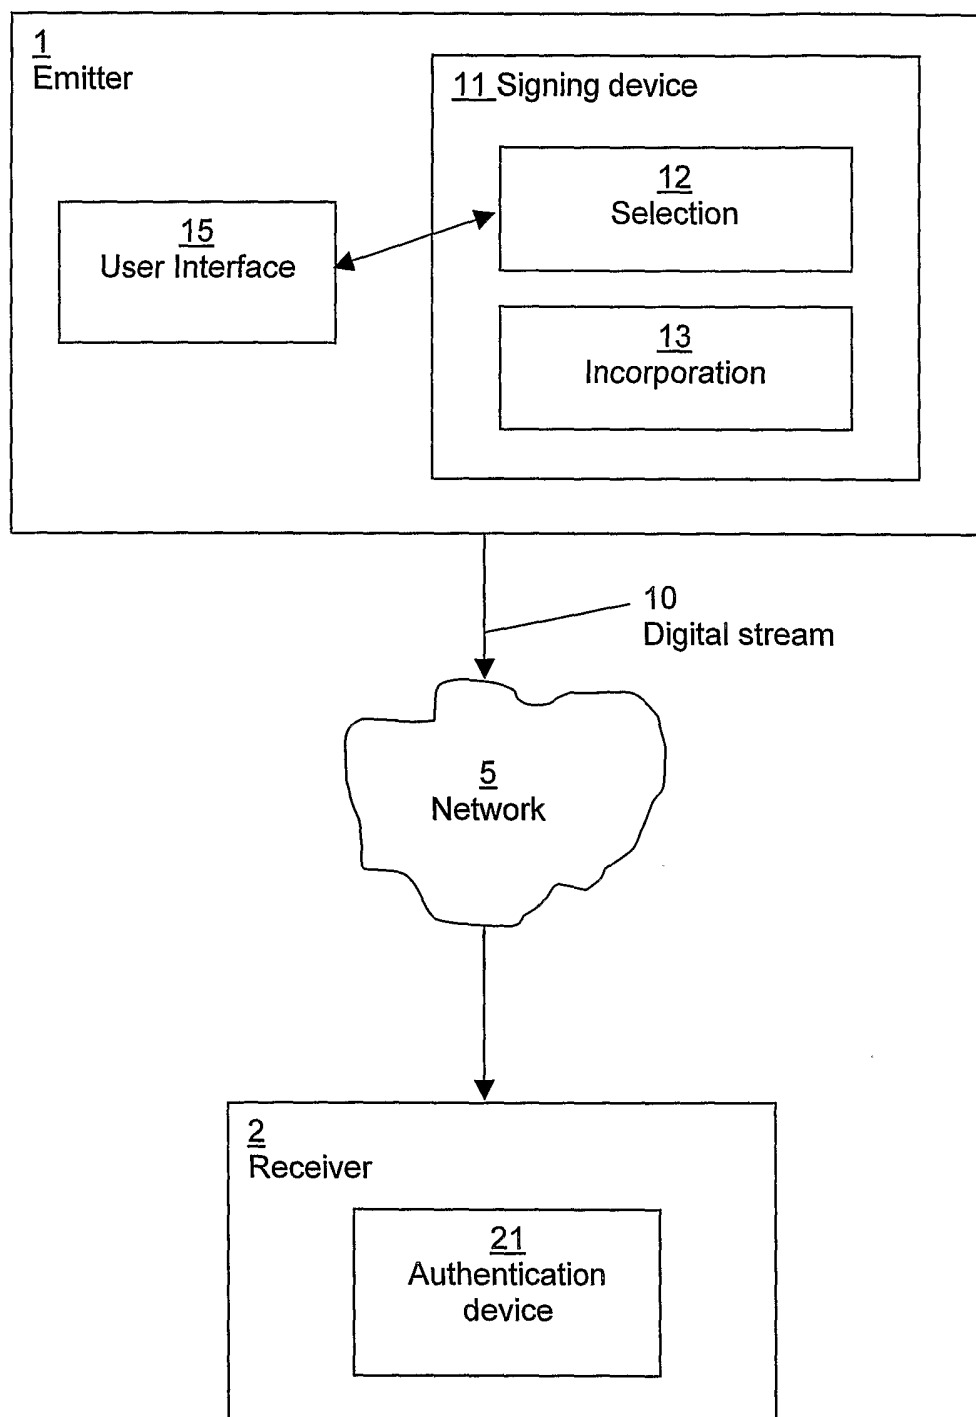 1
Emitter
11 Signing device
12
Selection
15
User Interface
13
Incorporation
10
Digital stream
5
Network
2
Receiver
21
Authentication
device